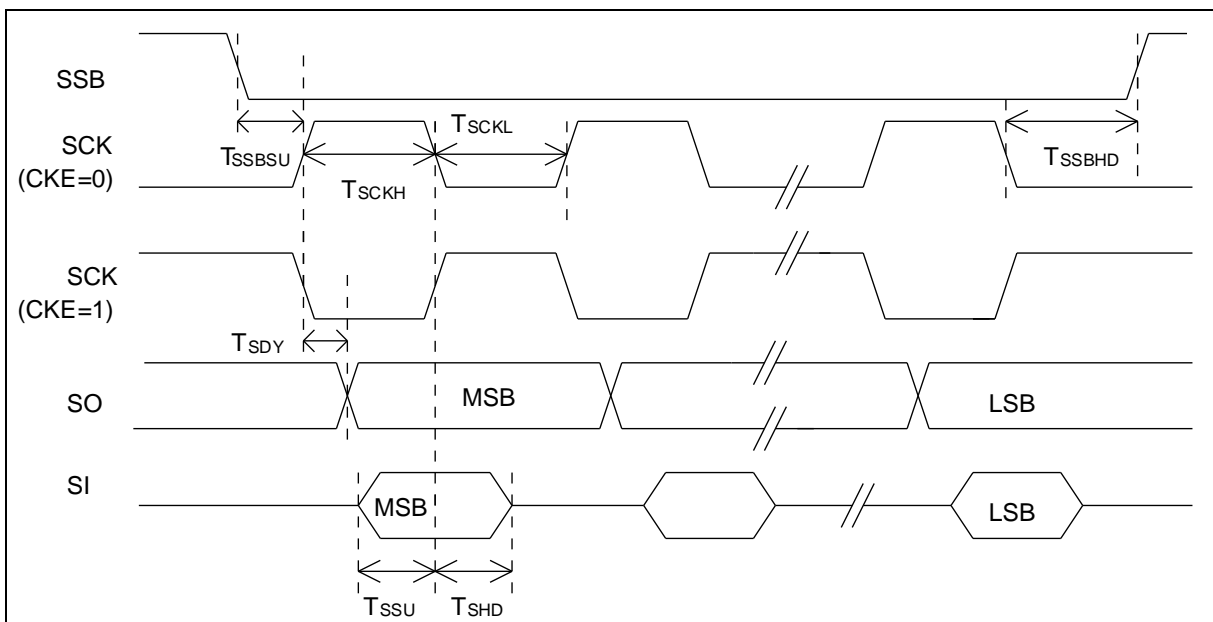 SSB
TSCKL
SCK
(CKE=0)
TSSBSU
TSCKH
TSSBHD
SCK
(CKE=1)
TSDY
SO
MSB
LSB
SI
MSB
LSB
TSSU
TSHD